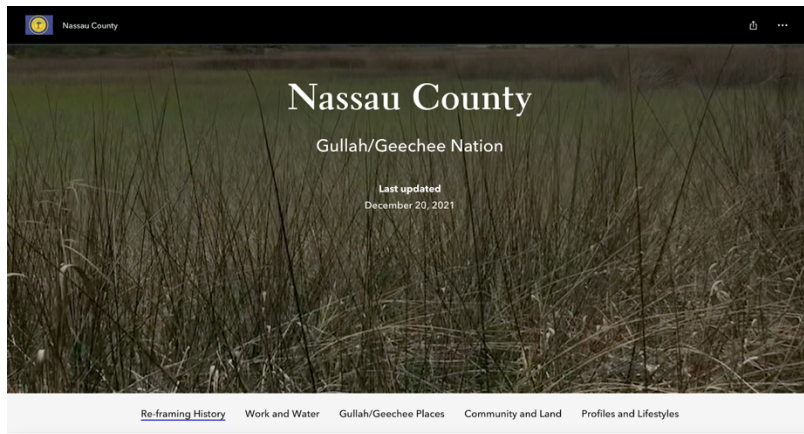 Nassau County
Nassau County
Gullah/Geechee Nation
Last updated
December 20, 2021
Re-framing History Work and Water Gullah/Geechee Places Community and Land Profiles and Lifestyles